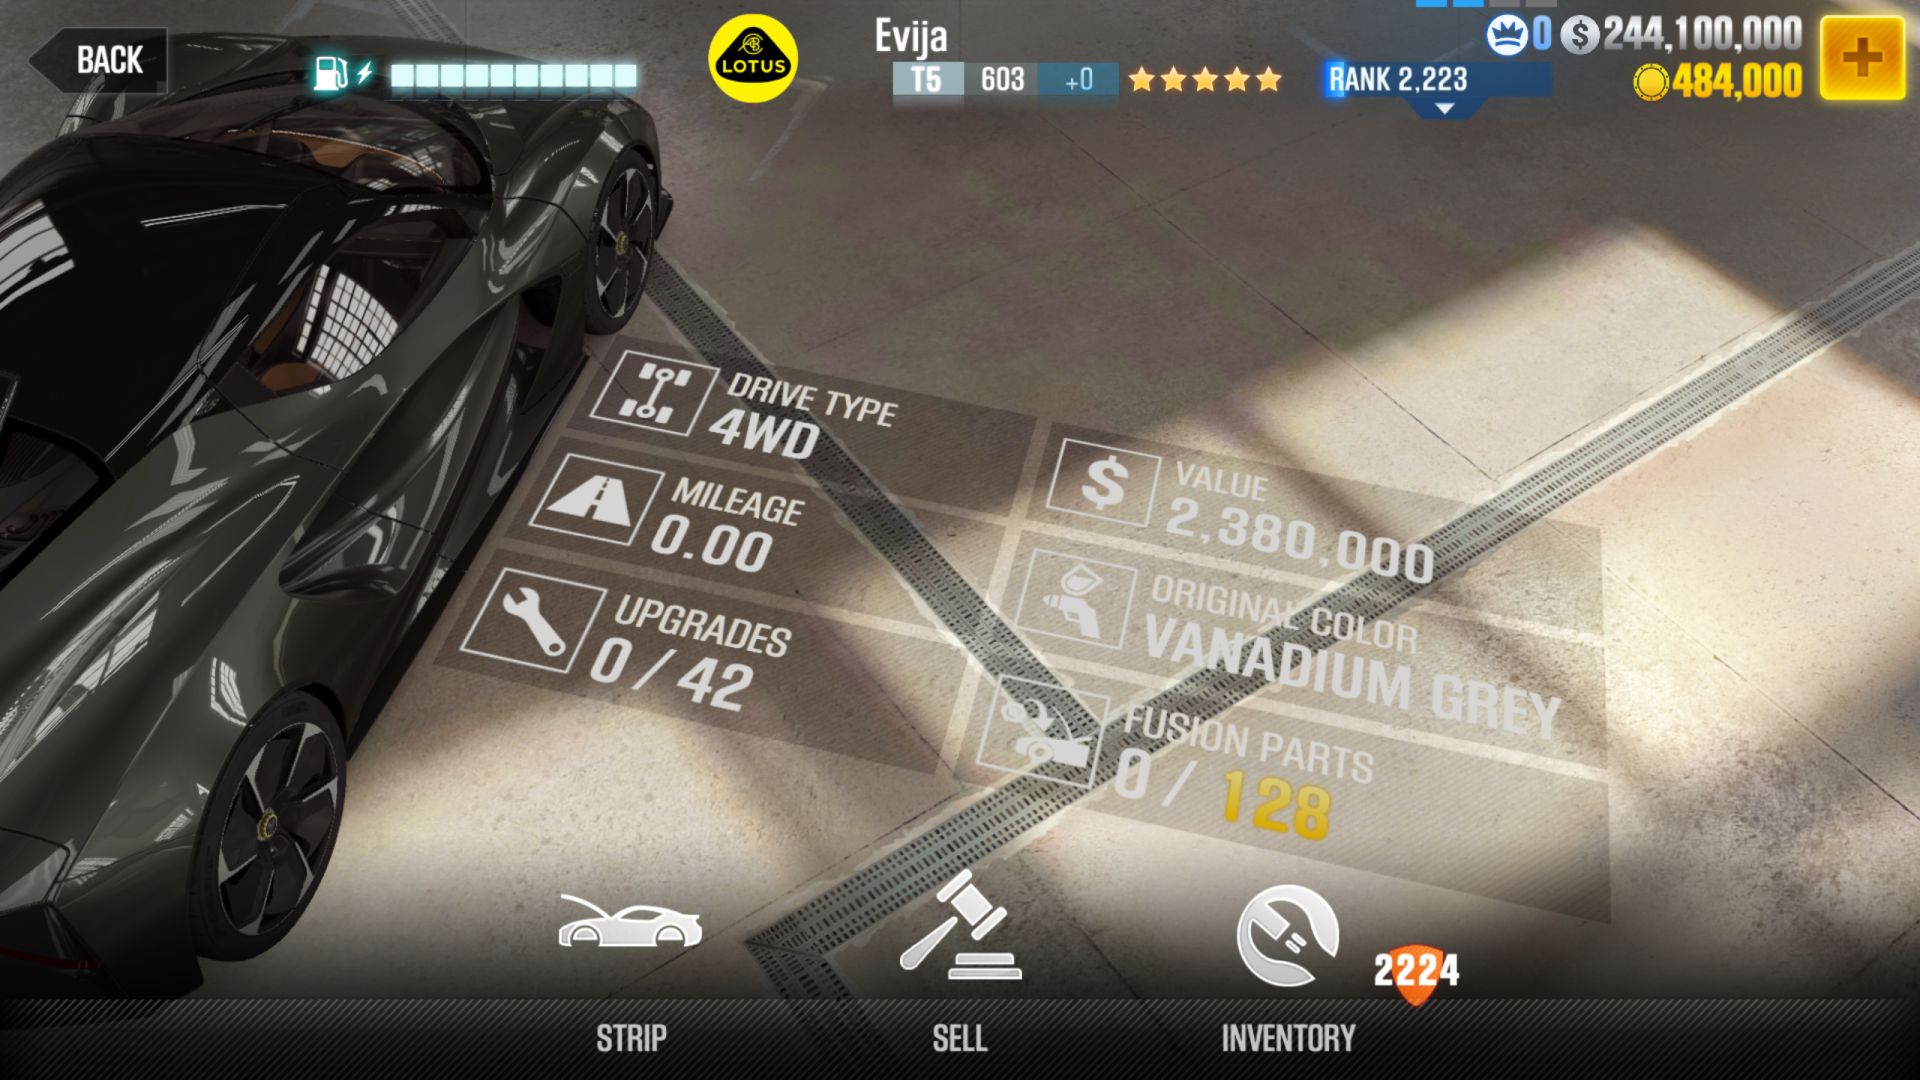 BACK
LOTUS
Evija
T5 603 +0
RANK 2,223
0 $ 244,100,000
484,000
DRIVE TYPE
4WD
MILEAGE
0.00
UPGRADES
0 / 42
$ VALUE
2,380,000
ORIGINAL COLOR
VANADIUM GREY
FUSION PARTS
0 / 128
2224
STRIP
SELL
INVENTORY